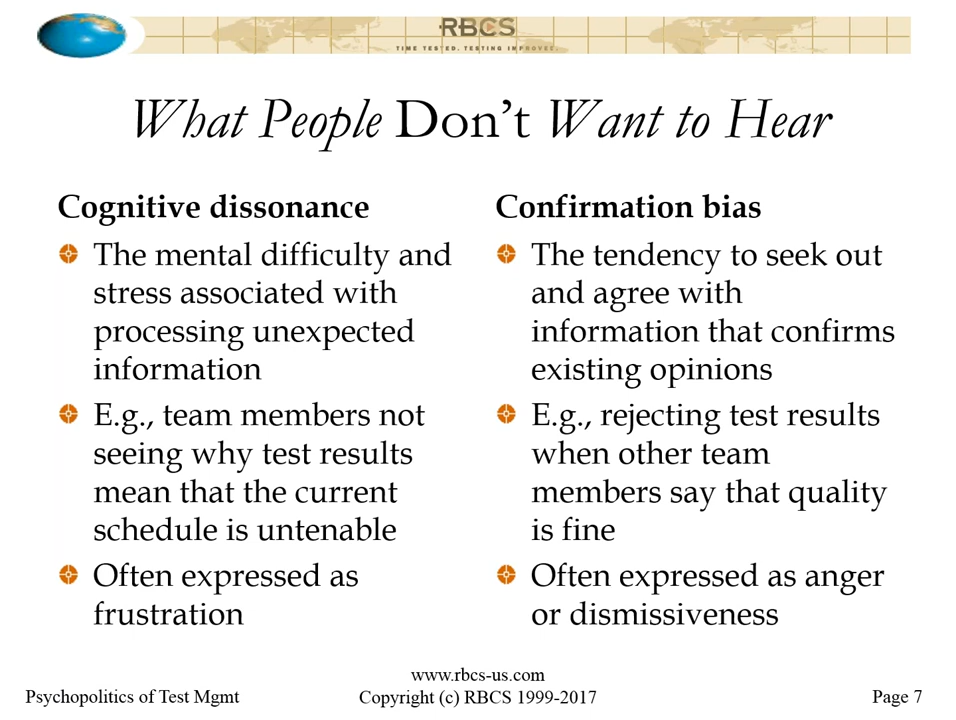 RBCS
TIME TESTED. TESTING IMPROVED.
What People Don’t Want to Hear
Cognitive dissonance
The mental difficulty and
stress associated with
processing unexpected
information
E.g., team members not
seeing why test results
mean that the current
schedule is untenable
Often expressed as
frustration
Confirmation bias
The tendency to seek out
and agree with
information that confirms
existing opinions
E.g., rejecting test results
when other team
members say that quality
is fine
Often expressed as anger
or dismissiveness
Psychopolitics of Test Mgmt
www.rbcs-us.com
Copyright (c) RBCS 1999-2017
Page 7